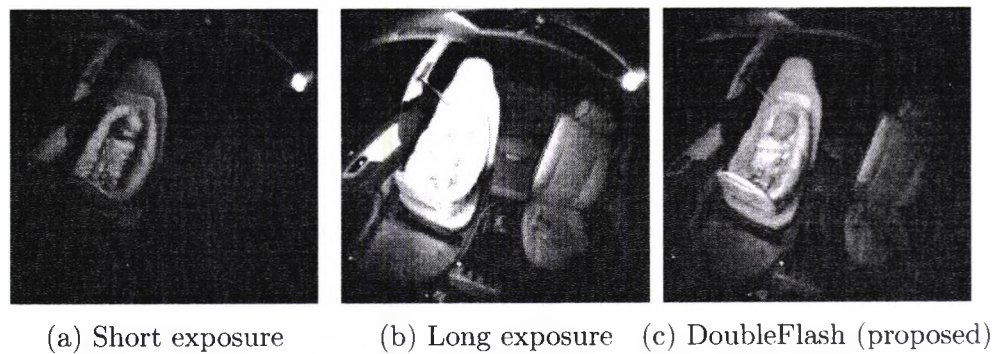 (a) Short exposure
(b) Long exposure
(c) DoubleFlash (proposed)